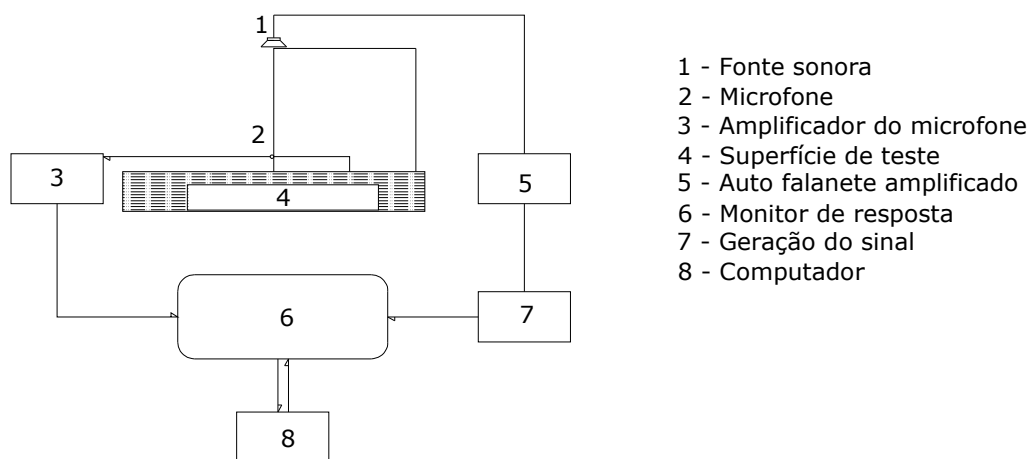 1
2
3
4
5
6
7
8
1 - Fonte sonora
2 - Microfone
3 - Amplificador do microfone
4 - Superfície de teste
5 - Auto falanete amplificado
6 - Monitor de resposta
7 - Geração do sinal
8 - Computador